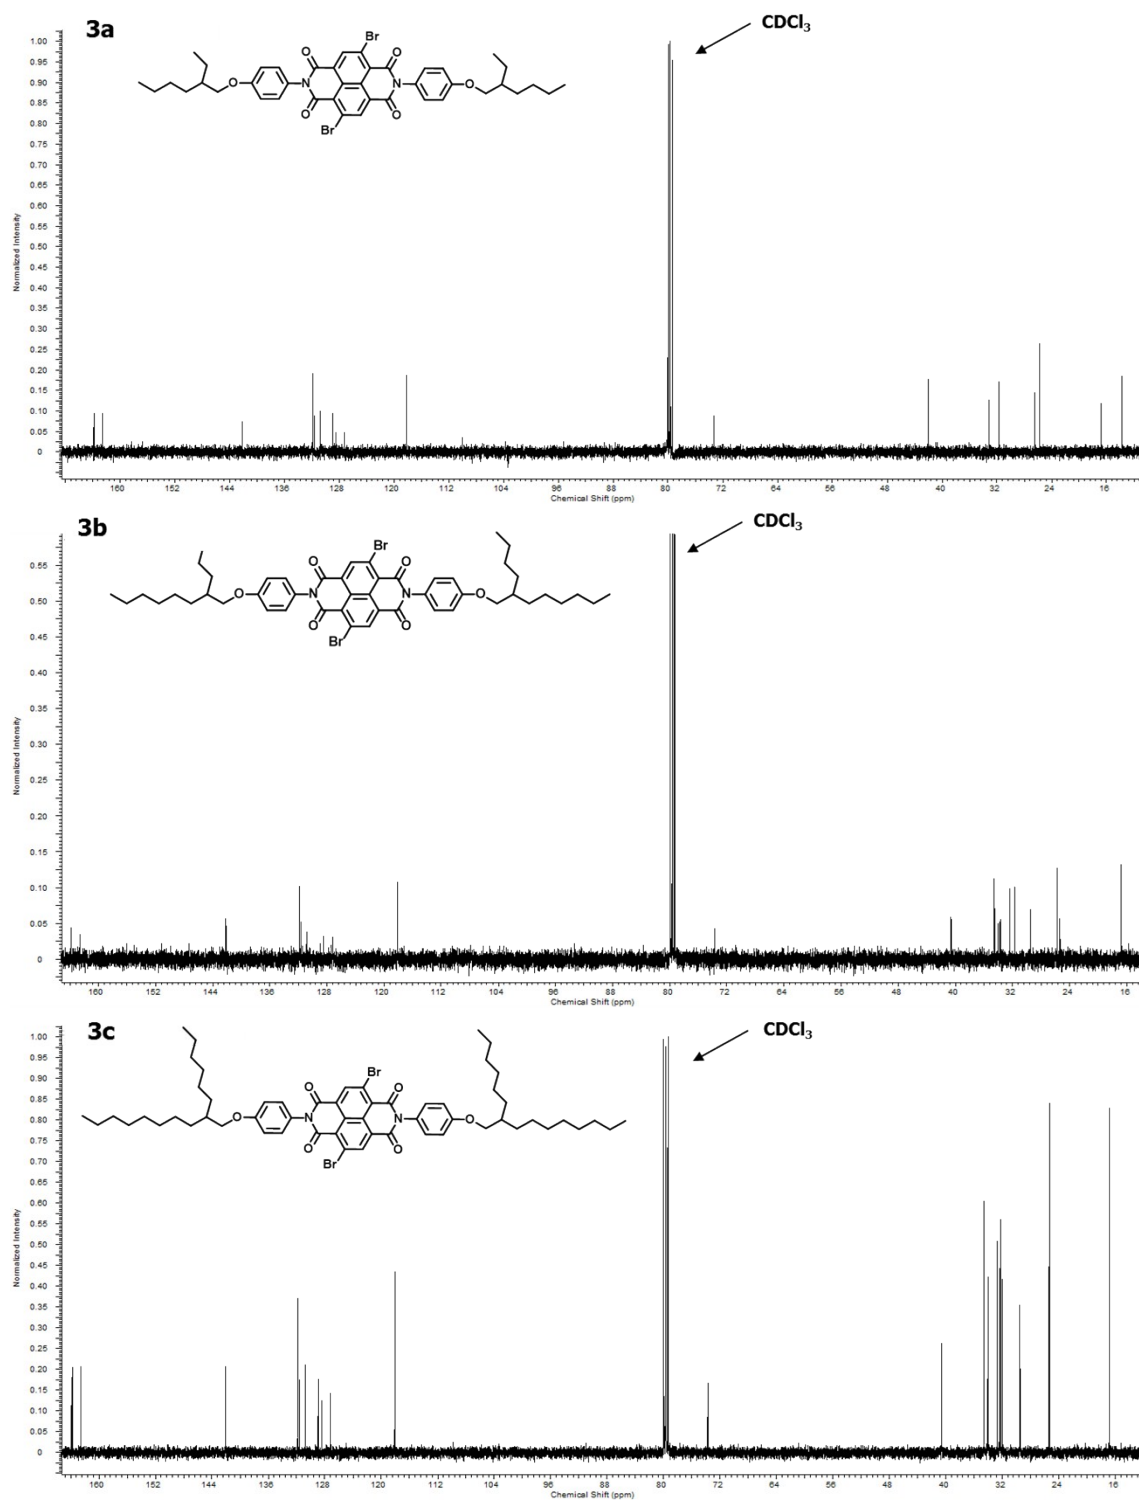 3a
CDCl₃
Br
O O
O N N O
O O
Br
1.00
0.95
0.90
0.85
0.80
0.75
0.70
0.65
0.60
0.55
0.50
0.45
0.40
0.35
0.30
0.25
0.20
0.15
0.10
0.05
0
Normalized Intensity
160 152 144 136 128 120 112 104 96 88 80 72 64 56 48 40 32 24 16
Chemical Shift (ppm)
3b
CDCl₃
Br
O O
O N N O
O O
Br
0.55
0.50
0.45
0.40
0.35
0.30
0.25
0.20
0.15
0.10
0.05
0
Normalized Intensity
160 152 144 136 128 120 112 104 96 88 80 72 64 56 48 40 32 24 16
Chemical Shift (ppm)
3c
CDCl₃
Br
O O
O N N O
O O
Br
1.00
0.95
0.90
0.85
0.80
0.75
0.70
0.65
0.60
0.55
0.50
0.45
0.40
0.35
0.30
0.25
0.20
0.15
0.10
0.05
0
Normalized Intensity
160 152 144 136 128 120 112 104 96 88 80 72 64 56 48 40 32 24 16
Chemical Shift (ppm)